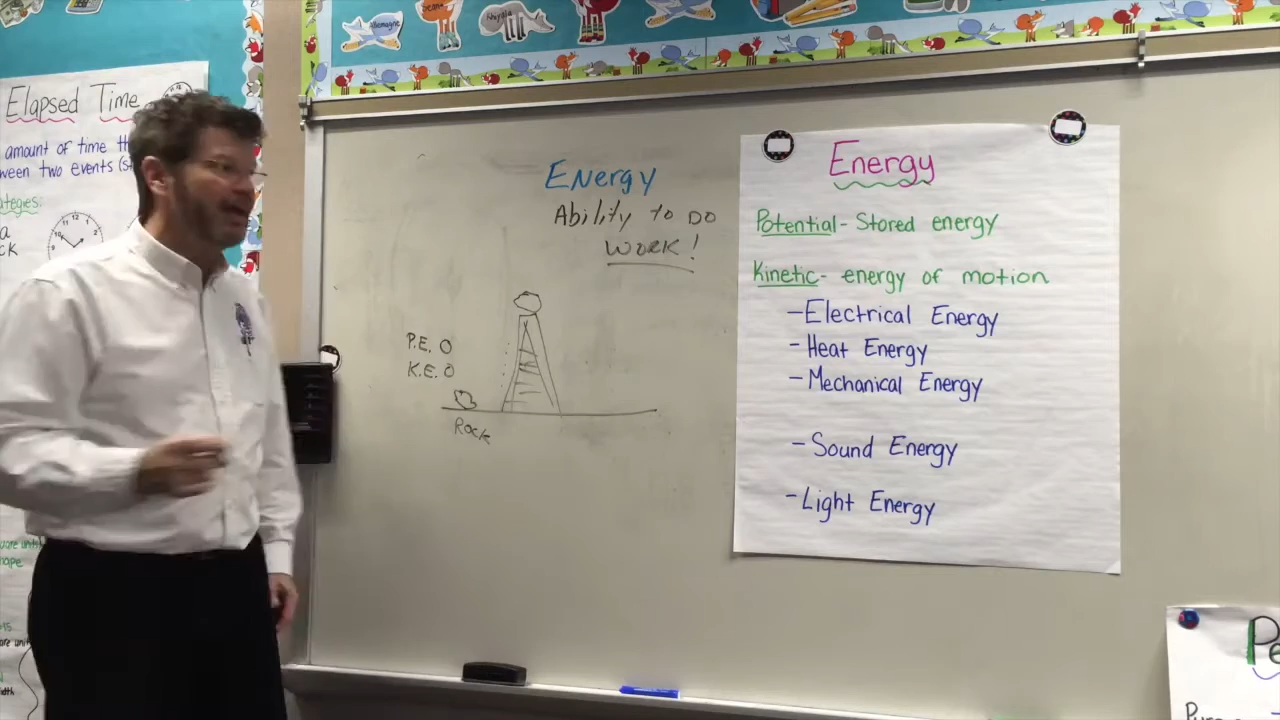 Elapsed Time
amount of time
ween two events
ategies:
Energy
Ability to Do
WORK!
P.E. 0
K.E. 0
Rock
Energy
Potential - Stored energy
Kinetic - energy of motion
- Electrical Energy
- Heat Energy
- Mechanical Energy
- Sound Energy
- Light Energy
Pe